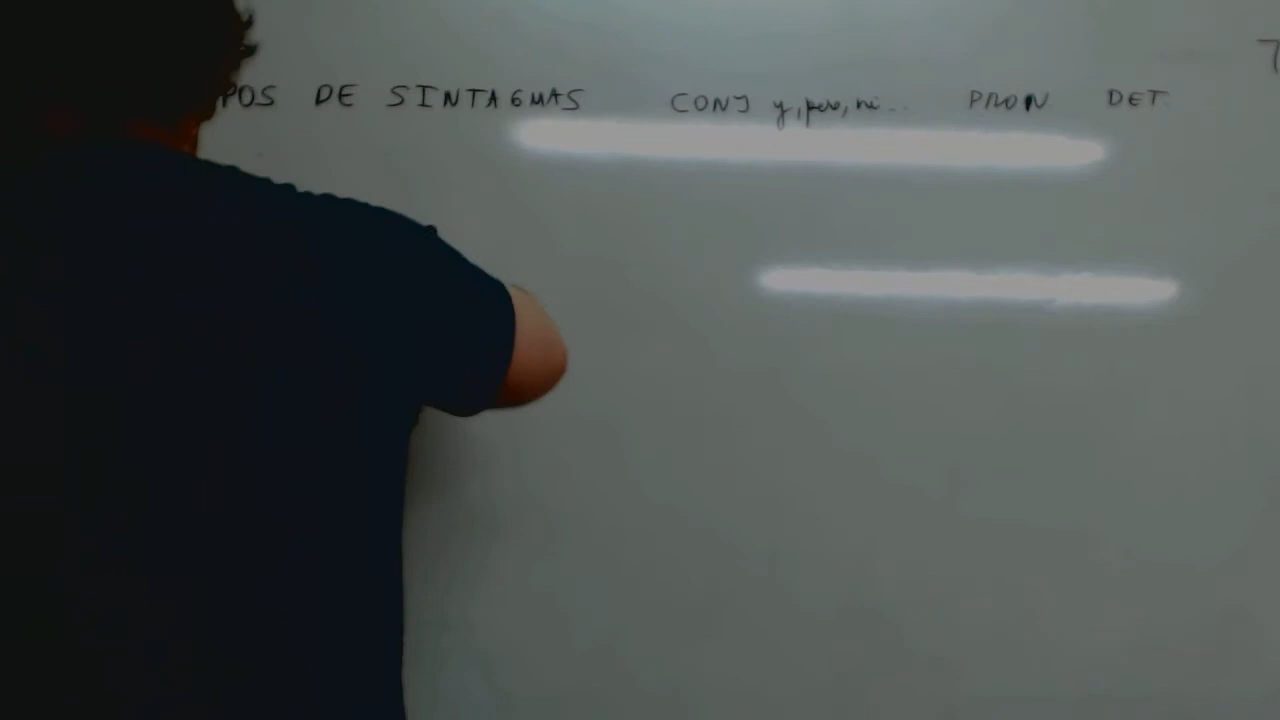 POS DE SINTAGMAS CONJ y, pero, ni... PRON DET